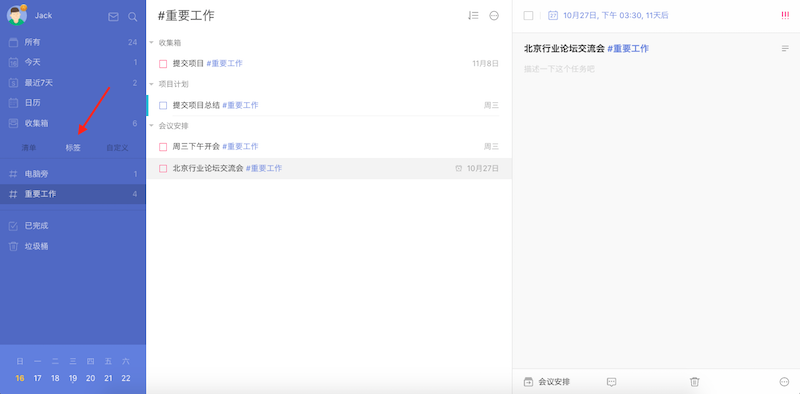 Jack
所有 24
今天 1
最近7天 2
日历
收集箱 6
清单 标签 自定义
电脑旁 1
重要工作 4
已完成
垃圾桶
日 一 二 三 四 五 六
16 17 18 19 20 21 22
#重要工作
收集箱
提交项目 #重要工作 11月8日
项目计划
提交项目总结 #重要工作 周三
会议安排
周三下午开会 #重要工作 周三
北京行业论坛交流会 #重要工作 10月27日
10月27日, 下午 03:30, 11天后
北京行业论坛交流会 #重要工作
描述一下这个任务吧
会议安排